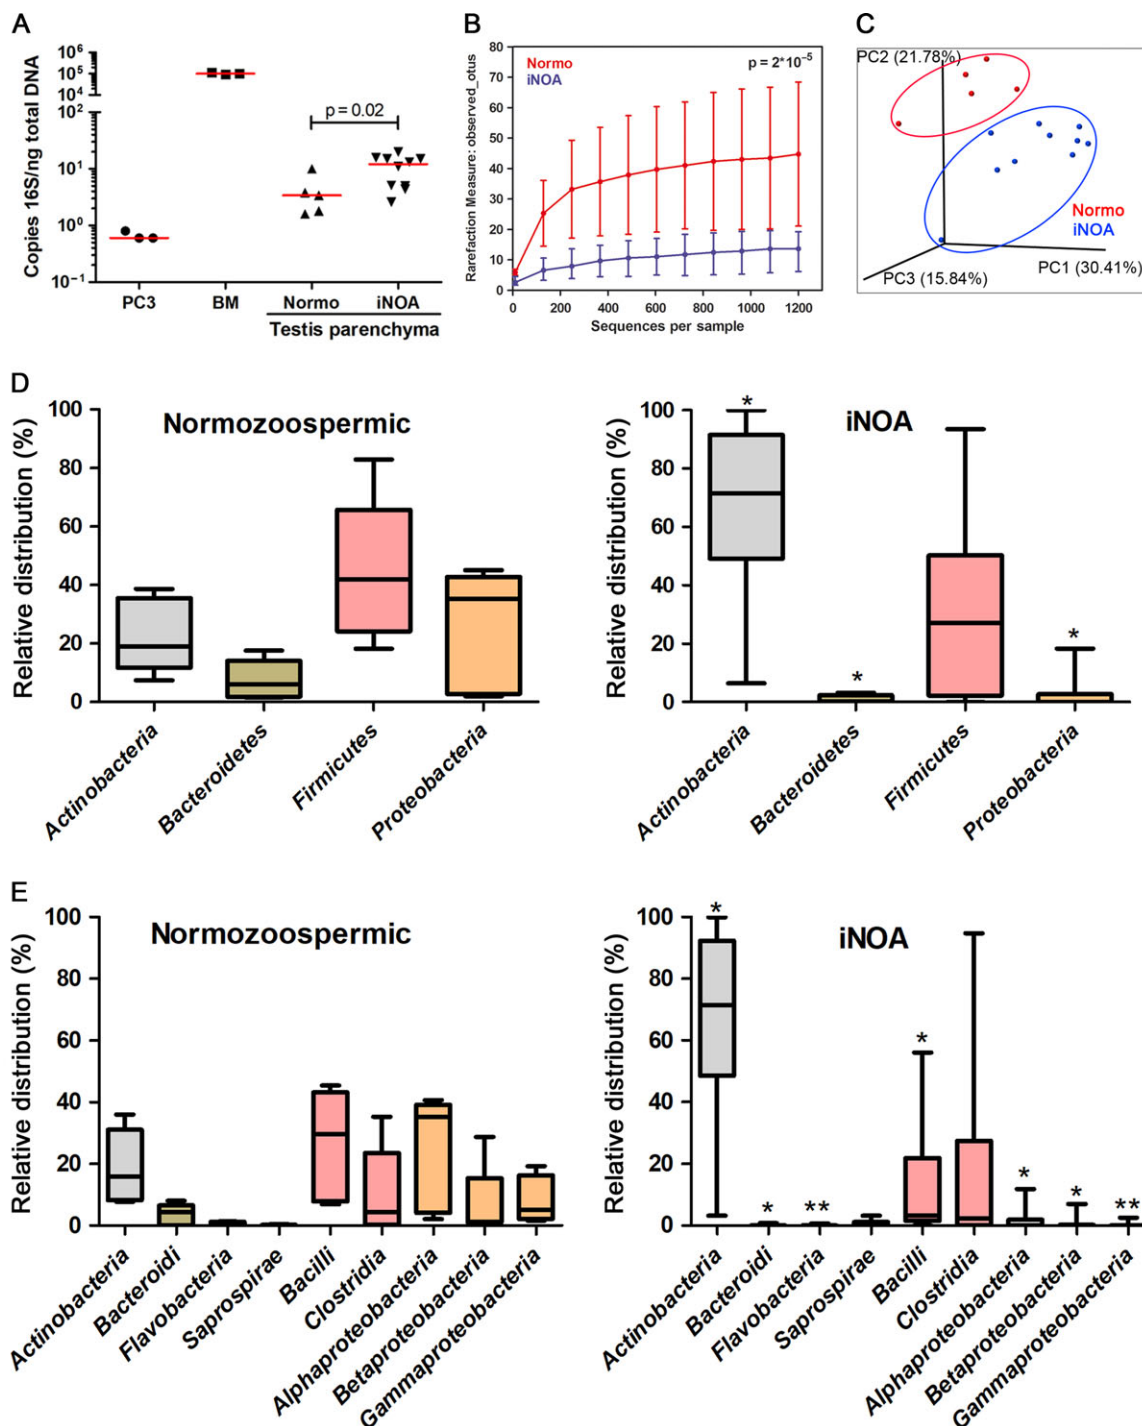 A
Copies 16S/ng total DNA
10⁶
10⁵
10⁴
10²
10¹
10⁰
10⁻¹
p = 0.02
PC3
BM
Normo
iNOA
Testis parenchyma
B
Rarefaction Measure: observed_otus
80
70
60
50
40
30
20
10
0
Normo
iNOA
p = 2*10⁻⁵
0 200 400 600 800 1000 1200
Sequences per sample
C
PC2 (21.78%)
Normo
iNOA
PC3 (15.84%)
PC1 (30.41%)
D
Relative distribution (%)
100
80
60
40
20
0
Normozoospermic
Actinobacteria
Bacteroidetes
Firmicutes
Proteobacteria
Relative distribution (%)
100
80
60
40
20
0
iNOA
*
*
*
Actinobacteria
Bacteroidetes
Firmicutes
Proteobacteria
E
Relative distribution (%)
100
80
60
40
20
0
Normozoospermic
Actinobacteria
Bacteroidi
Flavobacteria
Saprospirae
Bacilli
Clostridia
Alphaproteobacteria
Betaproteobacteria
Gammaproteobacteria
Relative distribution (%)
100
80
60
40
20
0
iNOA
*
*
**
*
*
*
**
Actinobacteria
Bacteroidi
Flavobacteria
Saprospirae
Bacilli
Clostridia
Alphaproteobacteria
Betaproteobacteria
Gammaproteobacteria